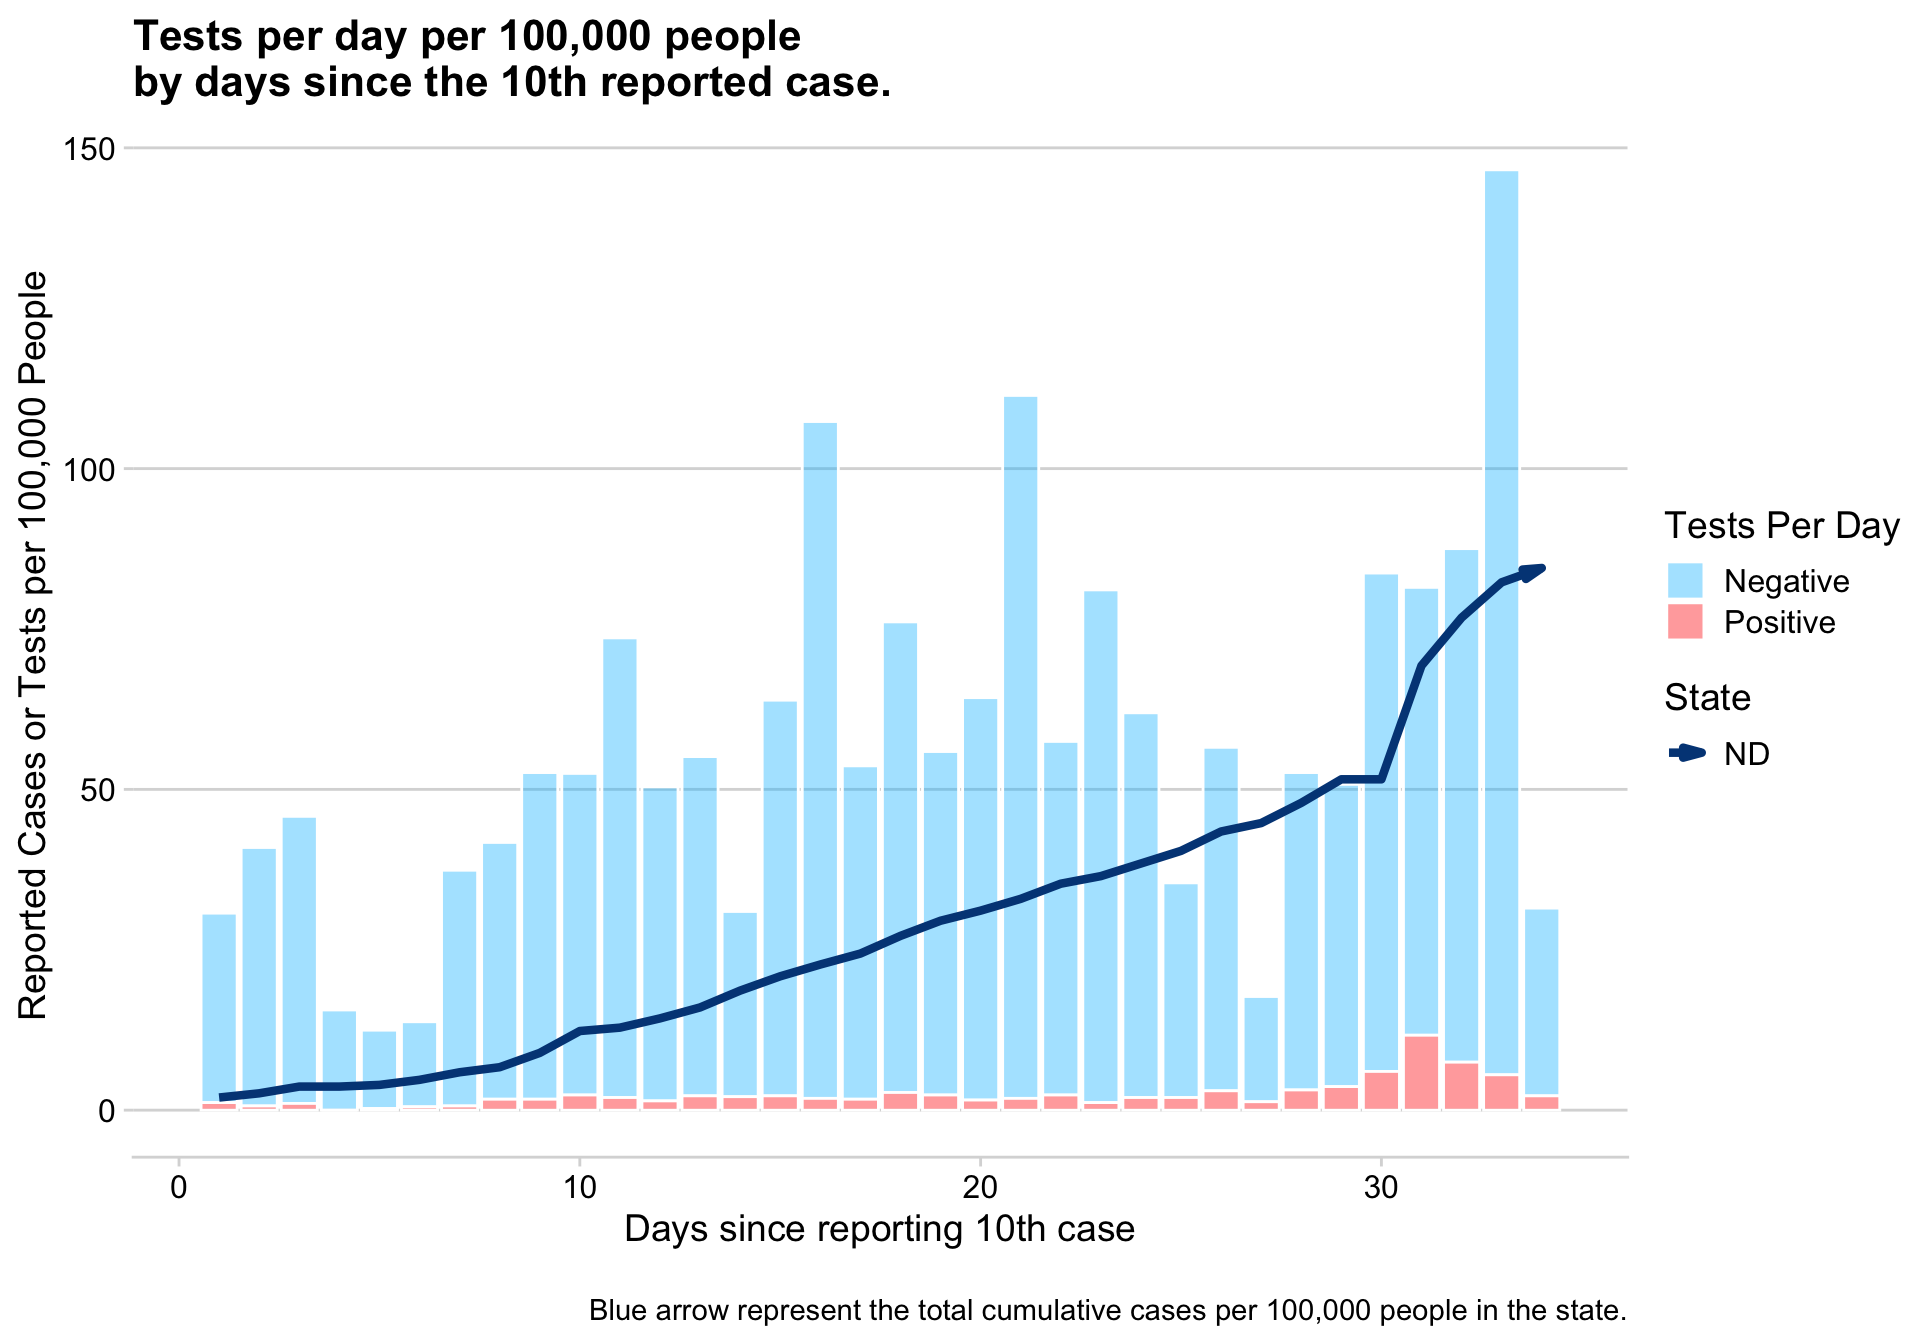 Tests per day per 100,000 people
by days since the 10th reported case.
Reported Cases or Tests per 100,000 People
150
100
50
0
0
10
20
30
Days since reporting 10th case
Tests Per Day
Negative
Positive
State
ND
Blue arrow represent the total cumulative cases per 100,000 people in the state.